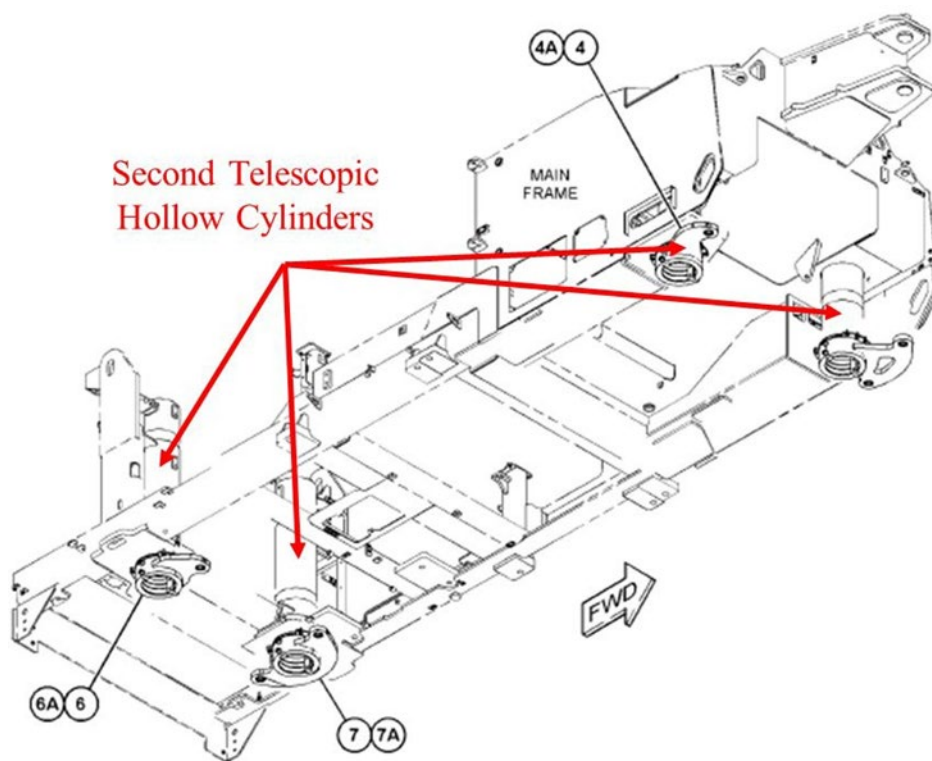 4A 4
Second Telescopic
Hollow Cylinders
MAIN
FRAME
FWD
6A 6
7 7A